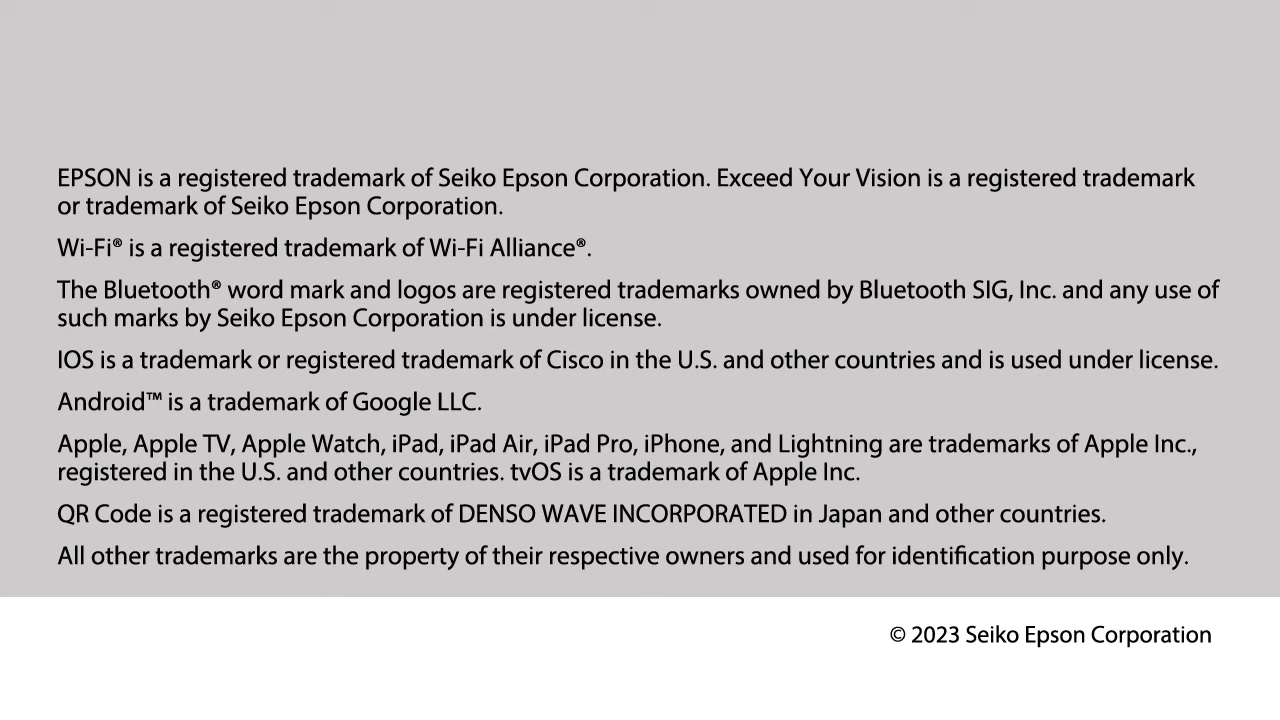 EPSON is a registered trademark of Seiko Epson Corporation. Exceed Your Vision is a registered trademark
or trademark of Seiko Epson Corporation.
Wi-Fi® is a registered trademark of Wi-Fi Alliance®.
The Bluetooth® word mark and logos are registered trademarks owned by Bluetooth SIG, Inc. and any use of
such marks by Seiko Epson Corporation is under license.
IOS is a trademark or registered trademark of Cisco in the U.S. and other countries and is used under license.
Android™ is a trademark of Google LLC.
Apple, Apple TV, Apple Watch, iPad, iPad Air, iPad Pro, iPhone, and Lightning are trademarks of Apple Inc.,
registered in the U.S. and other countries. tvOS is a trademark of Apple Inc.
QR Code is a registered trademark of DENSO WAVE INCORPORATED in Japan and other countries.
All other trademarks are the property of their respective owners and used for identification purpose only.
© 2023 Seiko Epson Corporation